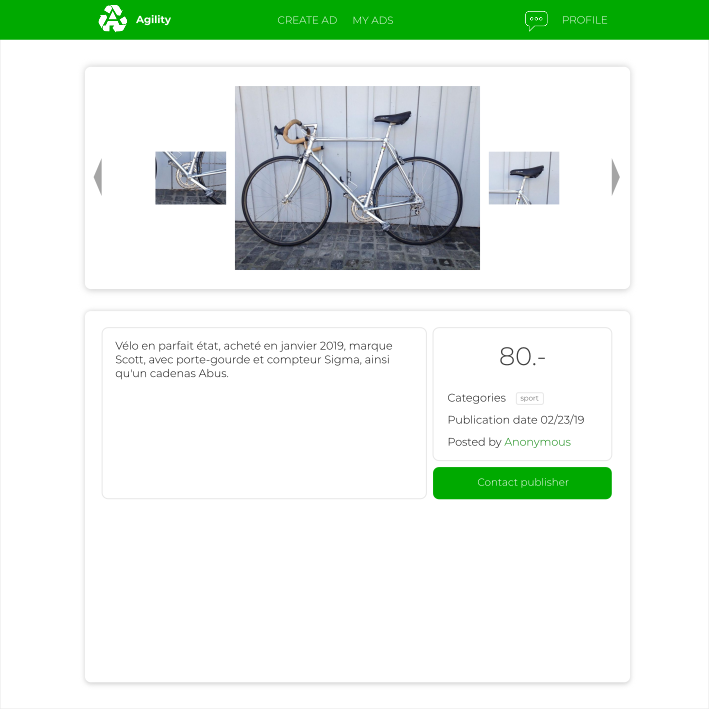 Agility
CREATE AD
MY ADS
PROFILE
Vélo en parfait état, acheté en janvier 2019, marque
Scott, avec porte-gourde et compteur Sigma, ainsi
qu'un cadenas Abus.
80.-
Categories sport
Publication date 02/23/19
Posted by Anonymous
Contact publisher